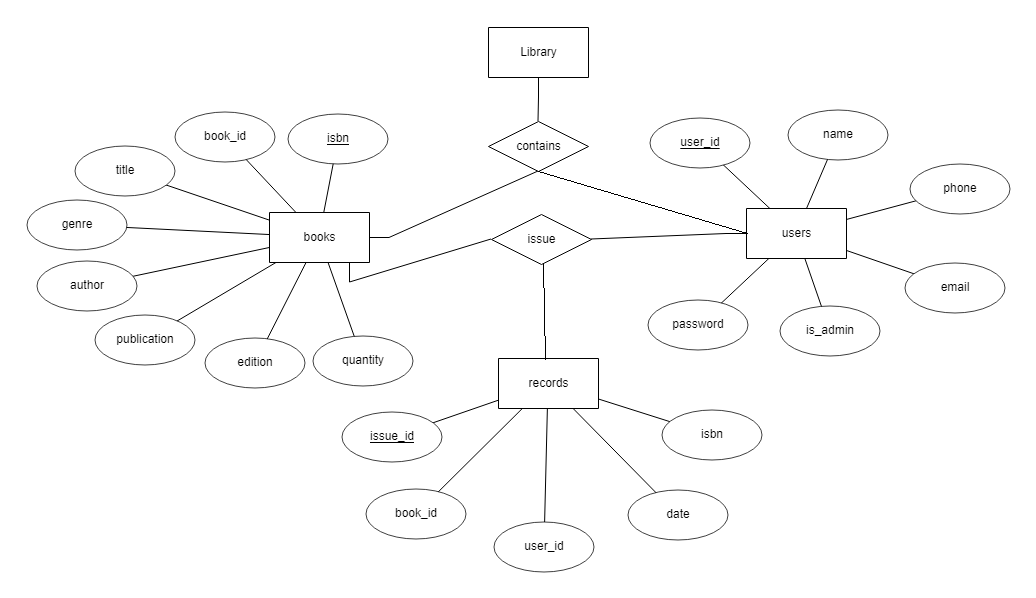 Library
contains
book_id
isbn
title
genre
books
author
publication
edition
quantity
issue
user_id
name
phone
users
email
password
is_admin
records
issue_id
isbn
book_id
user_id
date